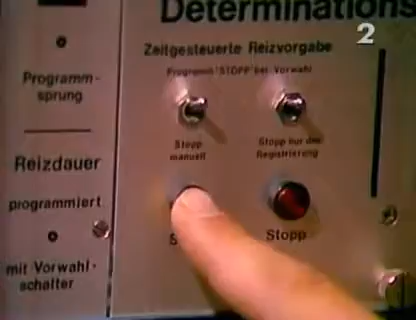 Determinations
2
Zeitgesteuerte Reizvorgabe
Programm "STOPP" bei Vorwahl
Programm-
sprung
Stopp
manuell
Stopp nur der
Registrierung
Reizdauer
programmiert
Stopp
mit Vorwahl-
schalter